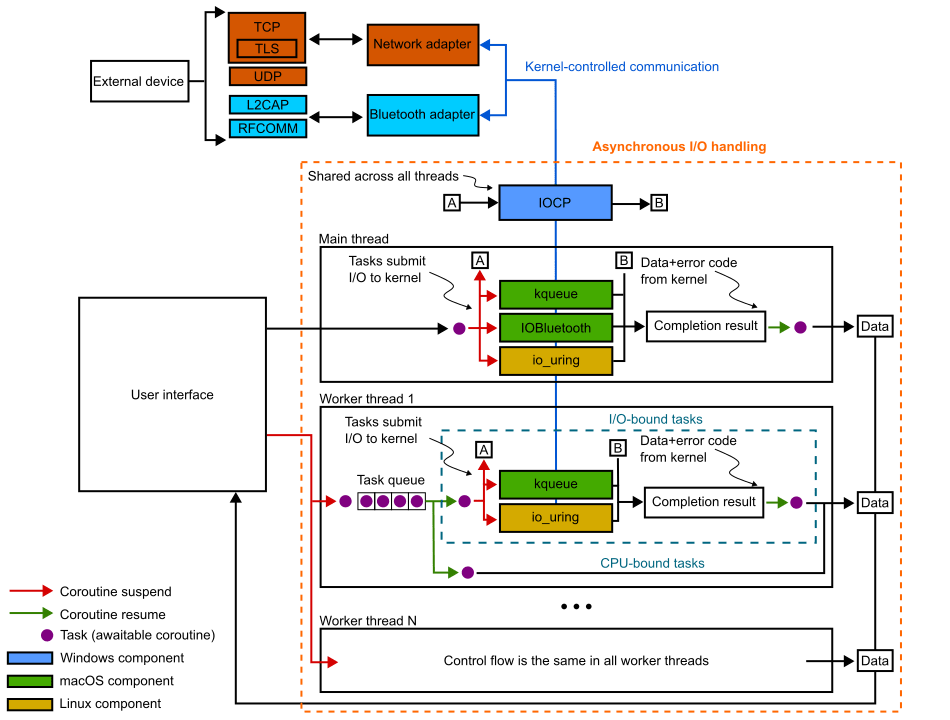 External device
TCP
TLS
UDP
L2CAP
RFCOMM
Network adapter
Bluetooth adapter
Kernel-controlled communication
Asynchronous I/O handling
Shared across all threads
A
IOCP
B
Main thread
Tasks submit
I/O to kernel
A
B
Data+error code
from kernel
kqueue
IOBluetooth
io_uring
Completion result
Data
User interface
Worker thread 1
I/O-bound tasks
Tasks submit
I/O to kernel
A
B
Data+error code
from kernel
Task queue
kqueue
io_uring
Completion result
Data
CPU-bound tasks
•••
Worker thread N
Control flow is the same in all worker threads
Data
Coroutine suspend
Coroutine resume
Task (awaitable coroutine)
Windows component
macOS component
Linux component